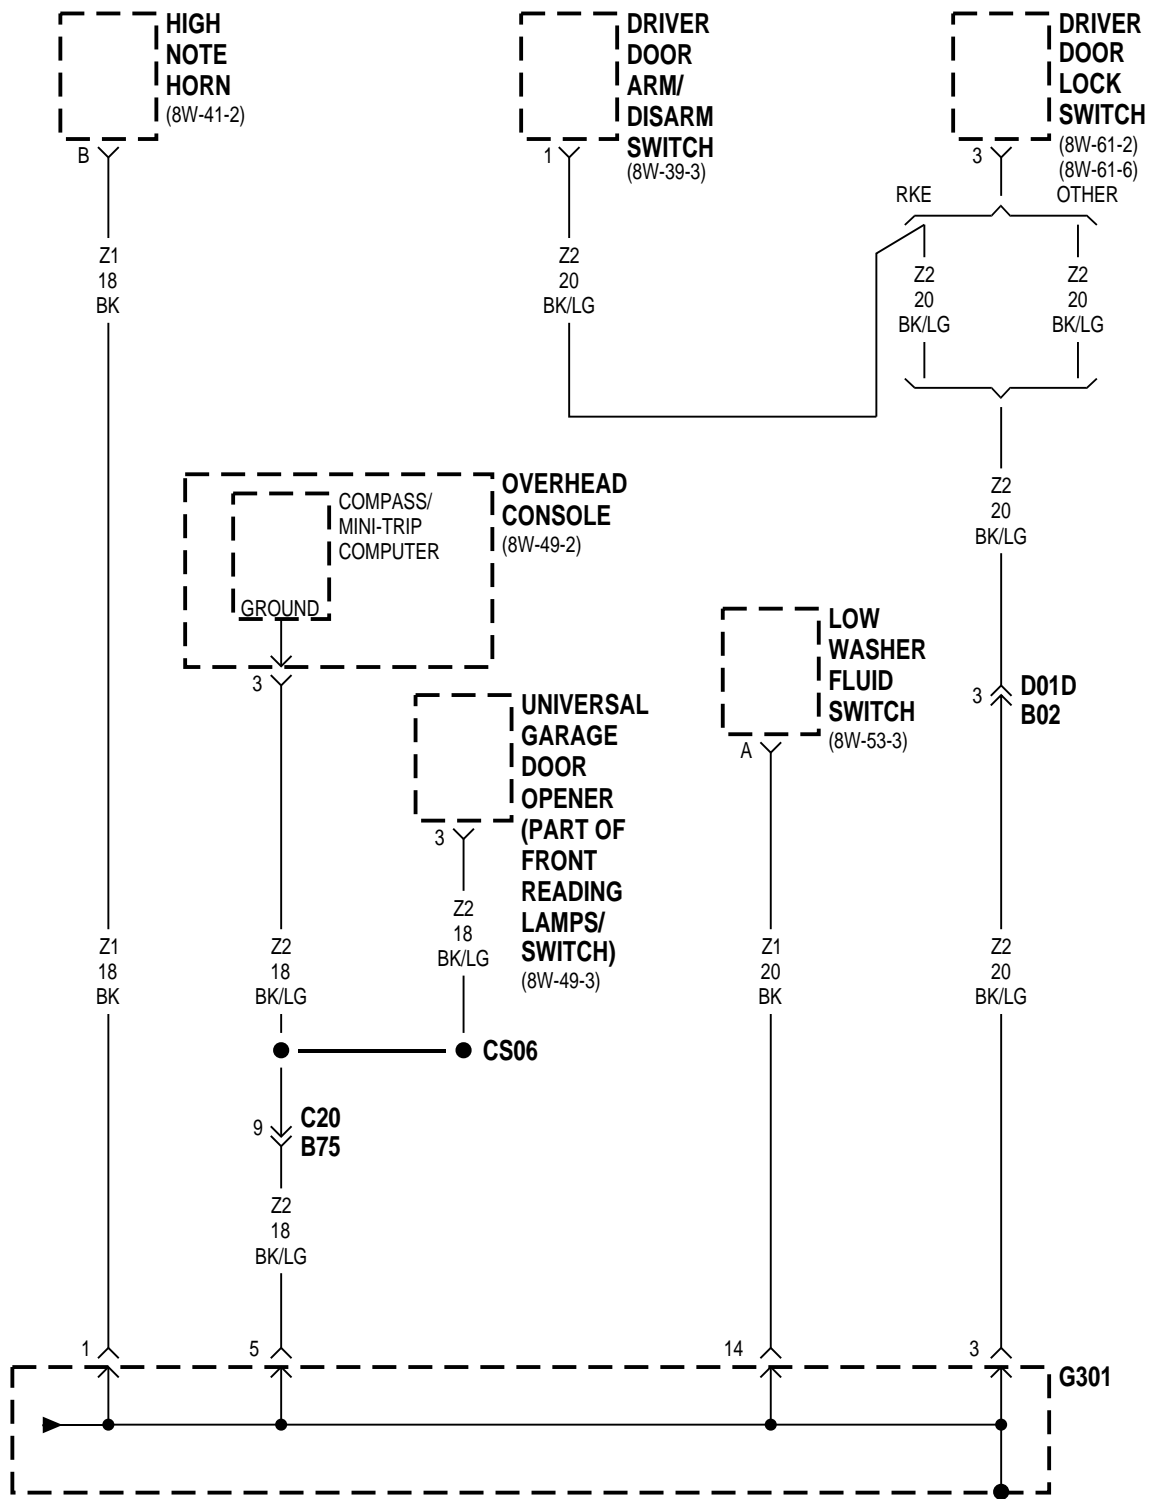 HIGH
NOTE
HORN
(8W-41-2)
B
DRIVER
DOOR
ARM/
DISARM
SWITCH
(8W-39-3)
1
DRIVER
DOOR
LOCK
SWITCH
(8W-61-2)
(8W-61-6)
3
RKE
OTHER
Z1
18
BK
Z2
20
BK/LG
Z2
20
BK/LG
Z2
20
BK/LG
Z2
20
BK/LG
OVERHEAD
CONSOLE
(8W-49-2)
COMPASS/
MINI-TRIP
COMPUTER
GROUND
3
UNIVERSAL
GARAGE
DOOR
OPENER
(PART OF
FRONT
READING
LAMPS/
SWITCH)
(8W-49-3)
3
LOW
WASHER
FLUID
SWITCH
(8W-53-3)
A
3
D01D
B02
Z2
18
BK/LG
Z1
18
BK
Z2
18
BK/LG
Z1
20
BK
Z2
20
BK/LG
CS06
9
C20
B75
Z2
18
BK/LG
1
5
14
3
G301